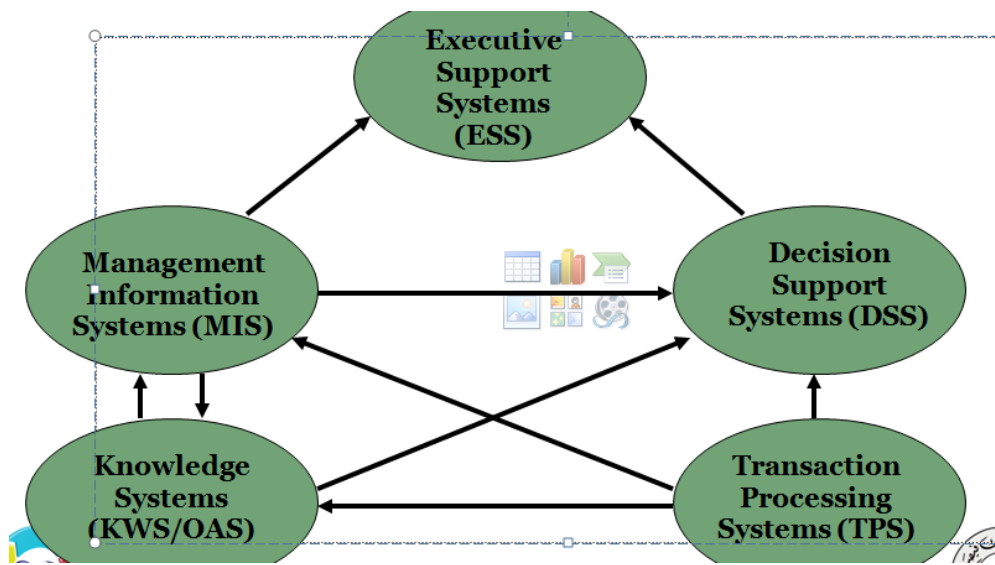 Executive
Support
Systems
(ESS)
Management
Information
Systems (MIS)
Decision
Support
Systems (DSS)
Knowledge
Systems
(KWS/OAS)
Transaction
Processing
Systems (TPS)